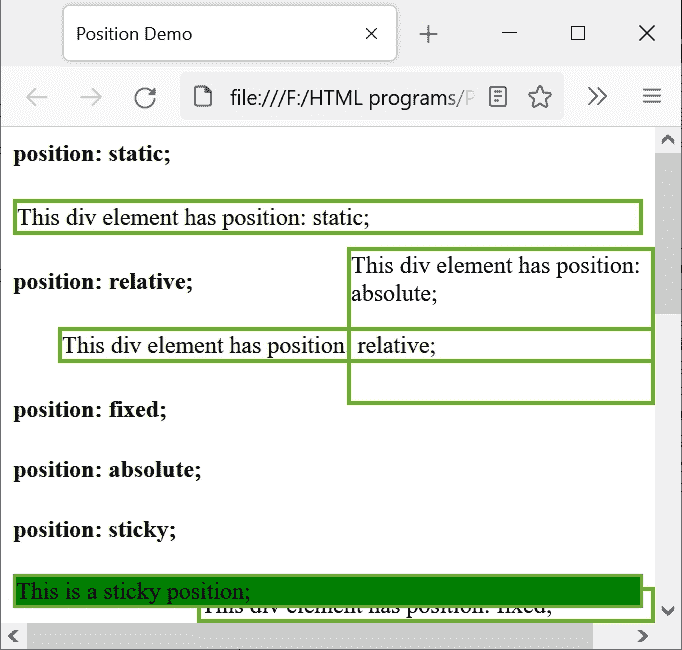 Position Demo
file:///F:/HTML programs/P
position: static;
This div element has position: static;
This div element has position:
absolute;
position: relative;
This div element has position: relative;
position: fixed;
position: absolute;
position: sticky;
This is a sticky position;
This div element has position: fixed;